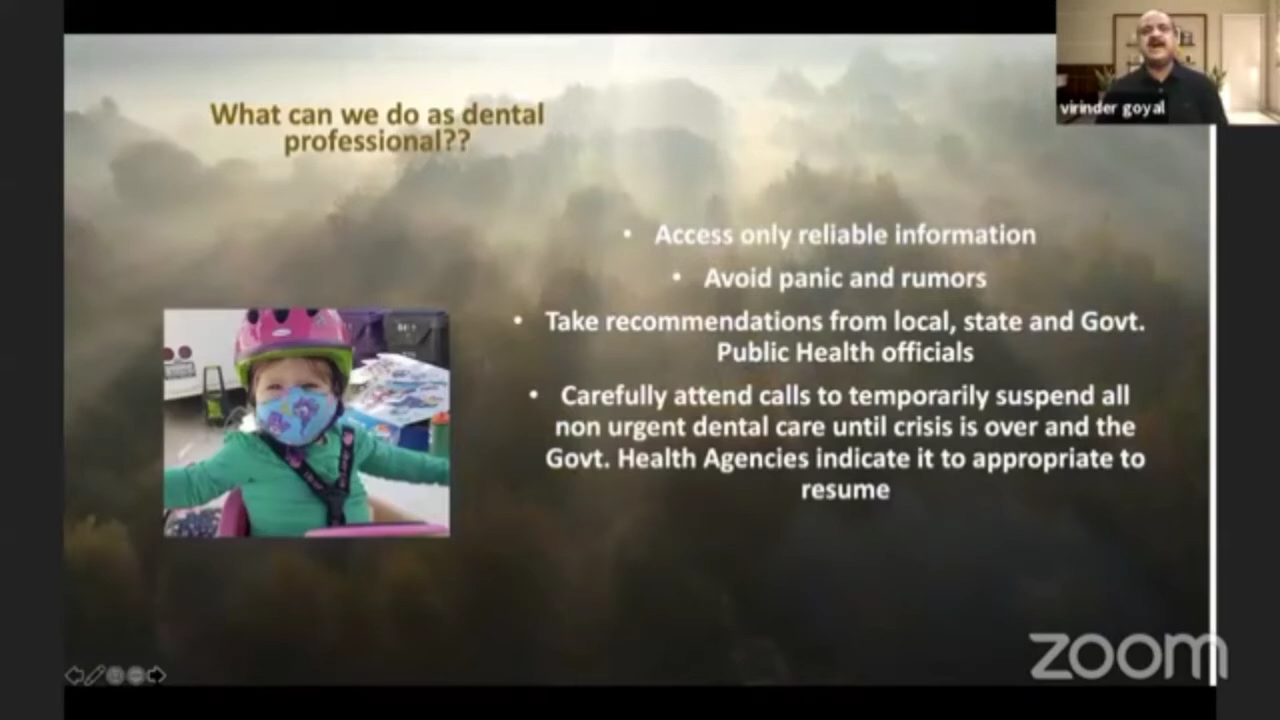 What can we do as dental
professional??
virinder goyal
• Access only reliable information
• Avoid panic and rumors
• Take recommendations from local, state and Govt.
Public Health officials
• Carefully attend calls to temporarily suspend all
non urgent dental care until crisis is over and the
Govt. Health Agencies indicate it to appropriate to
resume
zoom